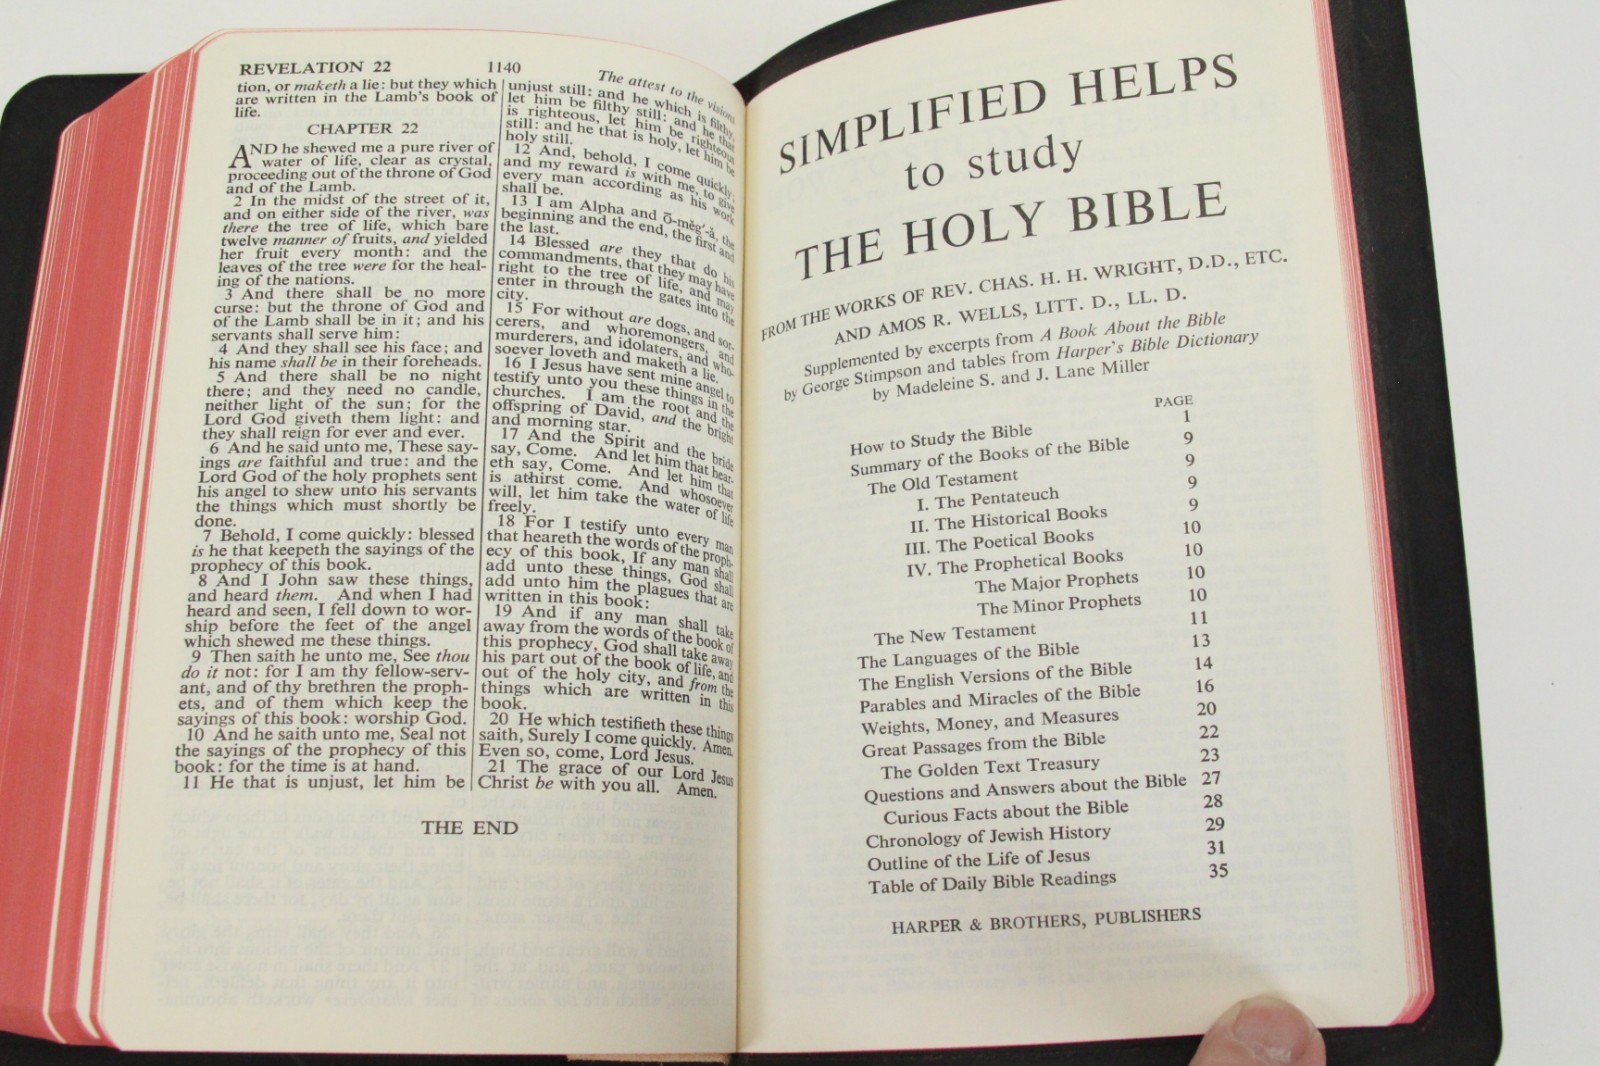 REVELATION 22 1140 The attest to the visions
tion, or maketh a lie: but they which
are written in the Lamb's book of
life.
CHAPTER 22
AND he shewed me a pure river of
water of life, clear as crystal,
proceeding out of the throne of God
and of the Lamb.
2 In the midst of the street of it,
and on either side of the river, was
there the tree of life, which bare
twelve manner of fruits, and yielded
her fruit every month: and the
leaves of the tree were for the heal-
ing of the nations.
3 And there shall be no more
curse: but the throne of God and
of the Lamb shall be in it; and his
servants shall serve him:
4 And they shall see his face; and
his name shall be in their foreheads.
5 And there shall be no night
there; and they need no candle,
neither light of the sun; for the
Lord God giveth them light: and
they shall reign for ever and ever.
6 And he said unto me, These say-
ings are faithful and true: and the
Lord God of the holy prophets sent
his angel to shew unto his servants
the things which must shortly be
done.
7 Behold, I come quickly: blessed
is he that keepeth the sayings of the
prophecy of this book.
8 And I John saw these things,
and heard them. And when I had
heard and seen, I fell down to wor-
ship before the feet of the angel
which shewed me these things.
9 Then saith he unto me, See thou
do it not: for I am thy fellow-serv-
ant, and of thy brethren the proph-
ets, and of them which keep the
sayings of this book: worship God.
10 And he saith unto me, Seal not
the sayings of the prophecy of this
book: for the time is at hand.
11 He that is unjust, let him be
unjust still: and he which is filthy,
let him be filthy still: and he that
is righteous, let him be righteous
still: and he that is holy, let him be
holy still.
12 And, behold, I come quickly;
and my reward is with me, to give
every man according as his work
shall be.
13 I am Alpha and Ō-mĕg'-ă, the
beginning and the end, the first and
the last.
14 Blessed are they that do his
commandments, that they may have
right to the tree of life, and may
enter in through the gates into the
city.
15 For without are dogs, and sor-
cerers, and whoremongers, and
murderers, and idolaters, and who-
soever loveth and maketh a lie.
16 I Jesus have sent mine angel to
testify unto you these things in the
churches. I am the root and the
offspring of David, and the bright
and morning star.
17 And the Spirit and the bride
say, Come. And let him that hear-
eth say, Come. And let him that
is athirst come. And whosoever
will, let him take the water of life
freely.
18 For I testify unto every man
that heareth the words of the proph-
ecy of this book, If any man shall
add unto these things, God shall
add unto him the plagues that are
written in this book:
19 And if any man shall take
away from the words of the book of
this prophecy, God shall take away
his part out of the book of life, and
out of the holy city, and from the
things which are written in this
book.
20 He which testifieth these things
saith, Surely I come quickly. Amen.
Even so, come, Lord Jesus.
21 The grace of our Lord Jesus
Christ be with you all. Amen.
THE END
SIMPLIFIED HELPS
to study
THE HOLY BIBLE
FROM THE WORKS OF REV. CHAS. H. H. WRIGHT, D.D., ETC.
AND AMOS R. WELLS, LITT. D., LL. D.
Supplemented by excerpts from A Book About the Bible
by George Stimpson and tables from Harper's Bible Dictionary
by Madeleine S. and J. Lane Miller
PAGE
How to Study the Bible 1
Summary of the Books of the Bible 9
The Old Testament 9
I. The Pentateuch 9
II. The Historical Books 9
III. The Poetical Books 10
IV. The Prophetical Books 10
The Major Prophets 10
The Minor Prophets 10
The New Testament 11
The Languages of the Bible 13
The English Versions of the Bible 14
Parables and Miracles of the Bible 16
Weights, Money, and Measures 20
Great Passages from the Bible 22
The Golden Text Treasury 23
Questions and Answers about the Bible 27
Curious Facts about the Bible 28
Chronology of Jewish History 29
Outline of the Life of Jesus 31
Table of Daily Bible Readings 35
HARPER & BROTHERS, PUBLISHERS